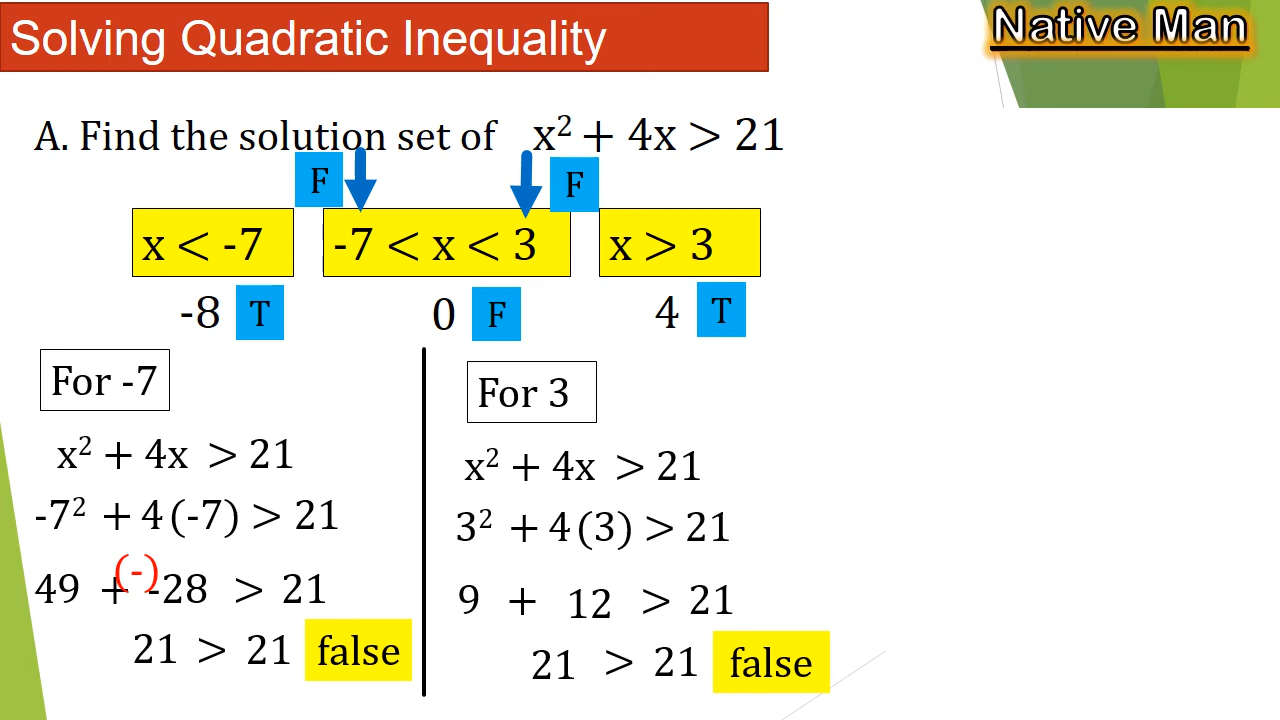 Solving Quadratic Inequality
Native Man
A. Find the solution set of x² + 4x > 21
F F
x < -7 -7 < x < 3 x > 3
-8 T 0 F 4 T
For -7
x² + 4x > 21
-7² + 4(-7) > 21
(-)
49 + -28 > 21
21 > 21 false
For 3
x² + 4x > 21
3² + 4(3) > 21
9 + 12 > 21
21 > 21 false